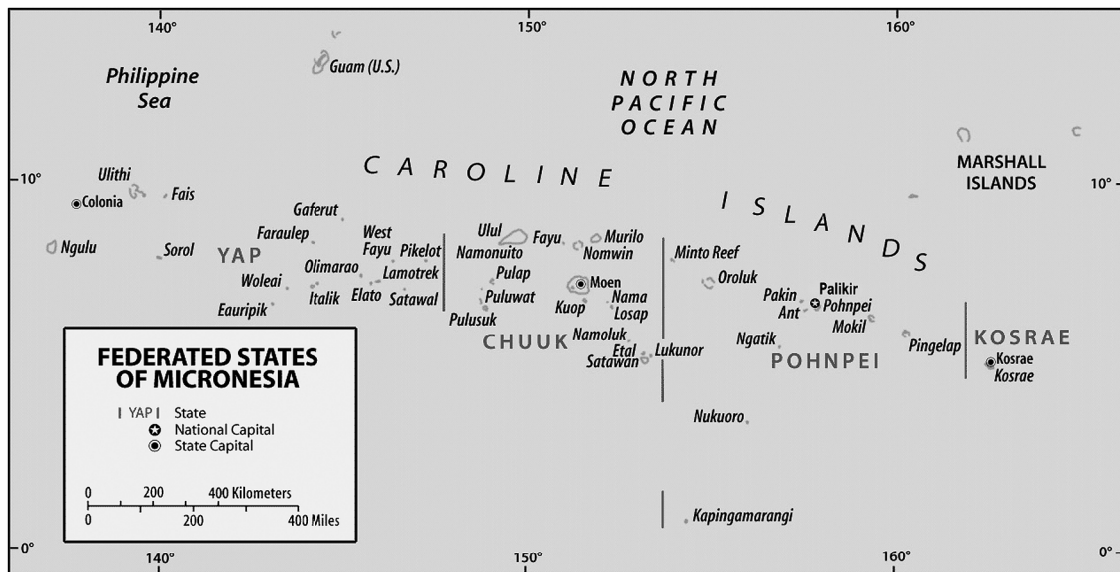 140°
150°
160°
Guam (U.S.)
Philippine
Sea
NORTH
PACIFIC
OCEAN
MARSHALL
ISLANDS
CAROLINE
ISLANDS
10°
10°
Ulithi
Colonia
Fais
Ngulu
Sorol
YAP
Gaferut
Faraulep
West
Fayu
Pikelot
Olimarao
Lamotrek
Woleai
Italik
Elato
Satawal
Eauripik
Ulul
Namonuito
Fayu
Murilo
Nomwin
Pulap
Moen
Puluwat
Kuop
Nama
Losap
Pulusuk
CHUUK
Namoluk
Etal
Satawan
Lukunor
Minto Reef
Oroluk
Palikir
Pakin
Pohnpei
Ant
Mokil
Ngatik
POHNPEI
Pingelap
KOSRAE
Kosrae
Kosrae
Nukuoro
Kapingamarangi
FEDERATED STATES
OF MICRONESIA
| YAP | State
National Capital
State Capital
0 200 400 Kilometers
0 200 400 Miles
0°
0°
140°
150°
160°